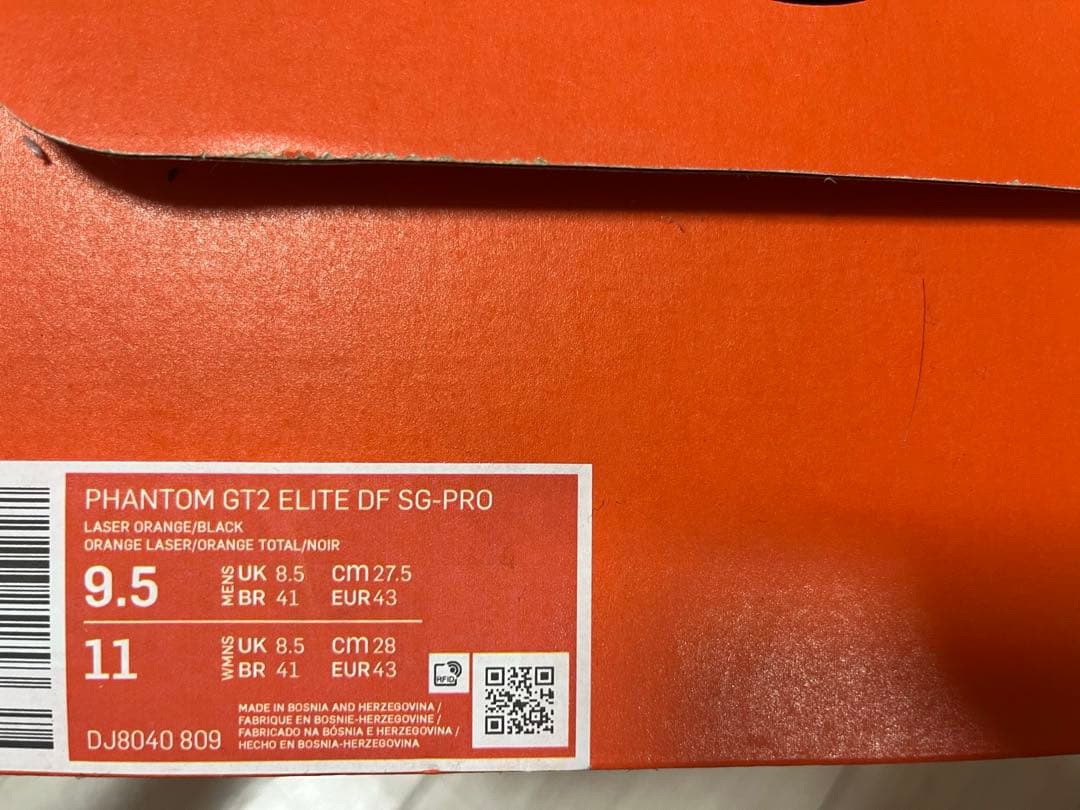 PHANTOM GT2 ELITE DF SG-PRO
LASER ORANGE/BLACK
ORANGE LASER/ORANGE TOTAL/NOIR
9.5 MENS UK 8.5 cm 27.5
BR 41 EUR 43
11 WMNS UK 8.5 cm 28
BR 41 EUR 43
RFID
MADE IN BOSNIA AND HERZEGOVINA /
FABRIQUE EN BOSNIE-HERZEGOVINE /
FABRICADO NA BÓSNIA E HERZEGOVINA /
HECHO EN BOSNIA-HERZEGOVINA
DJ8040 809